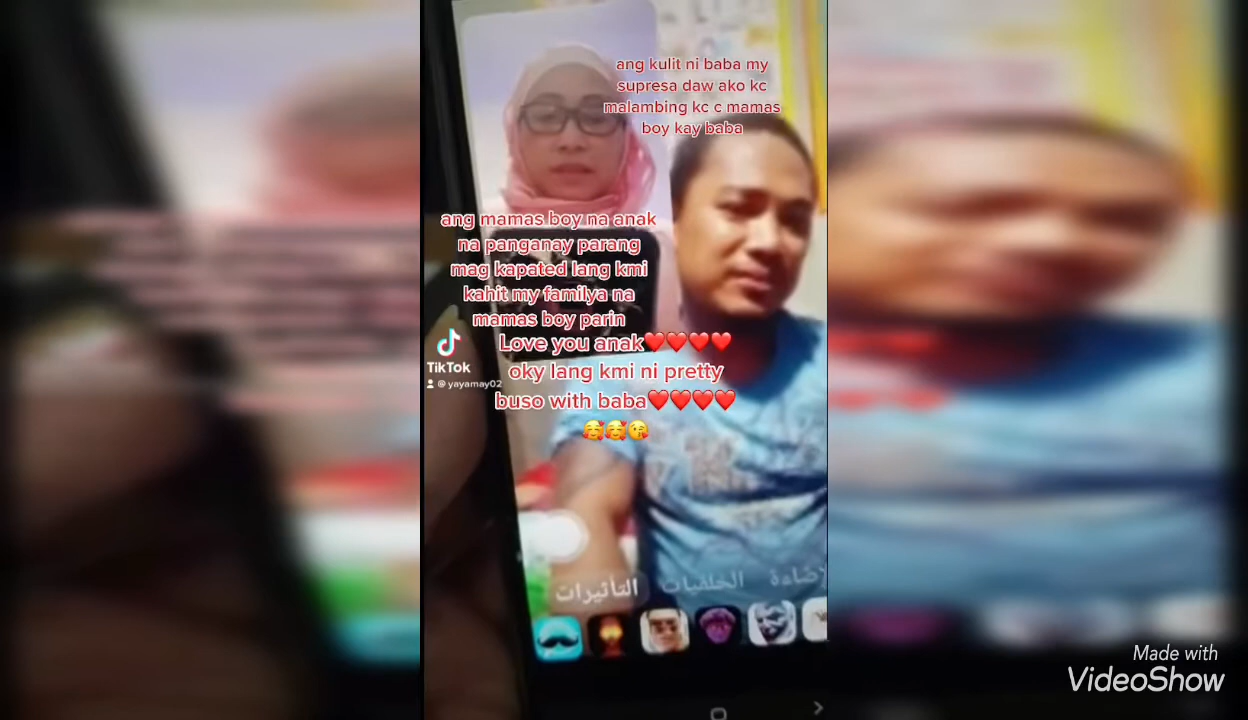 ang kulit ni baba my
supresa daw ako kc
malambing kc c mamas
boy kay baba
ang mamas boy na anak
na panganay parang
mag kapated lang kmi
kahit my familya na
mamas boy parin
Love you anak❤️❤️❤️❤️
oky lang kmi ni pretty
buso with baba❤️❤️❤️❤️
🥰🥰😘
TikTok
@ yayamay02
التأثيرات الخلفيات
Made with
VideoShow